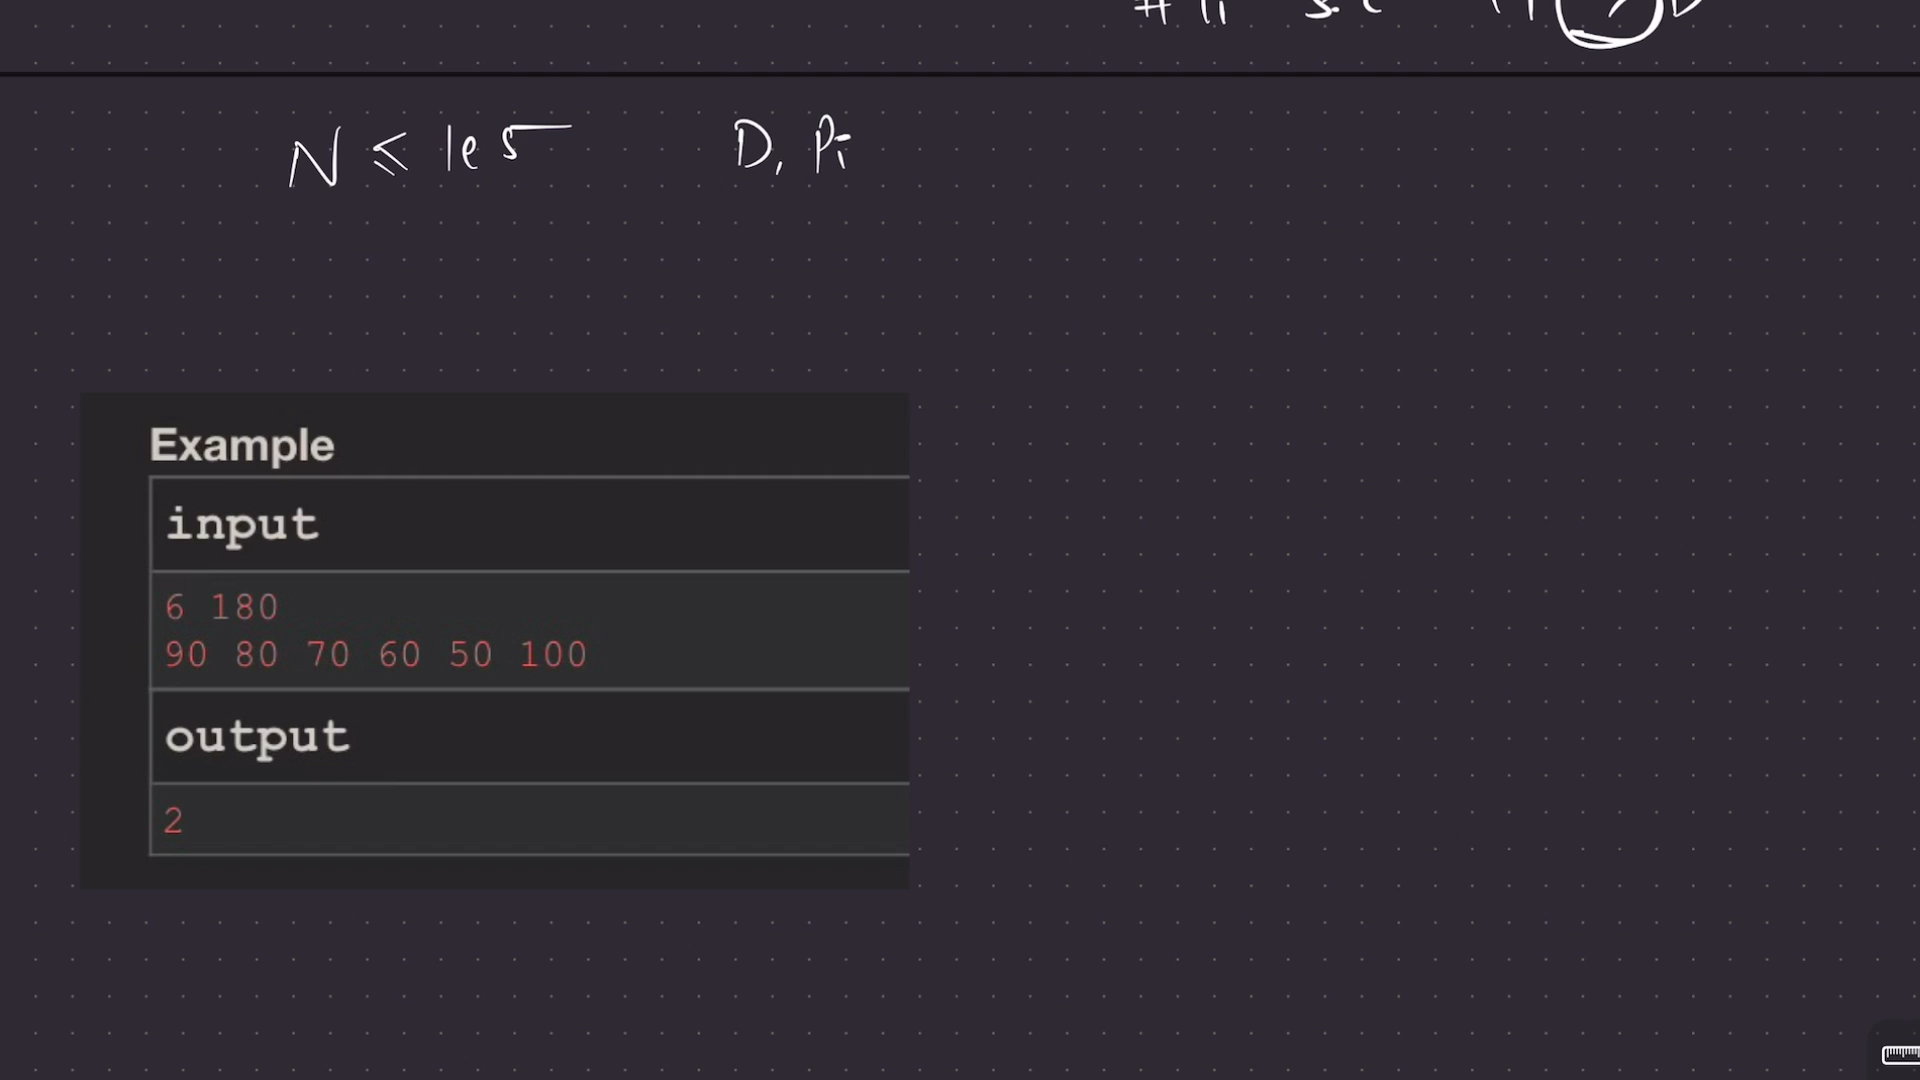 N ≤ 1e5 D, Pi
Example
input
6 180
90 80 70 60 50 100
output
2